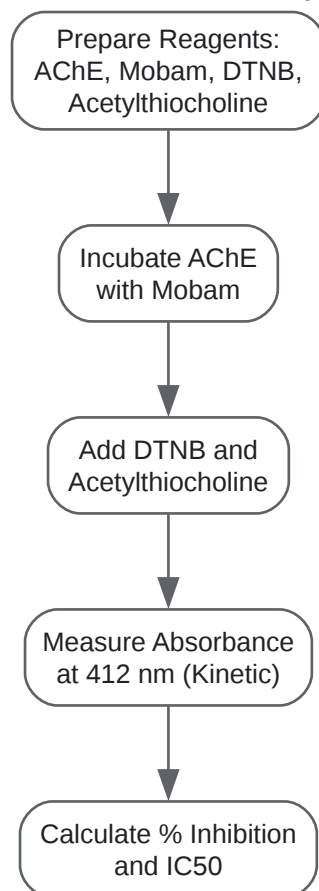 Prepare Reagents:
AChE, Mobam, DTNB,
Acetylthiocholine
Incubate AChE
with Mobam
Add DTNB and
Acetylthiocholine
Measure Absorbance
at 412 nm (Kinetic)
Calculate % Inhibition
and IC50